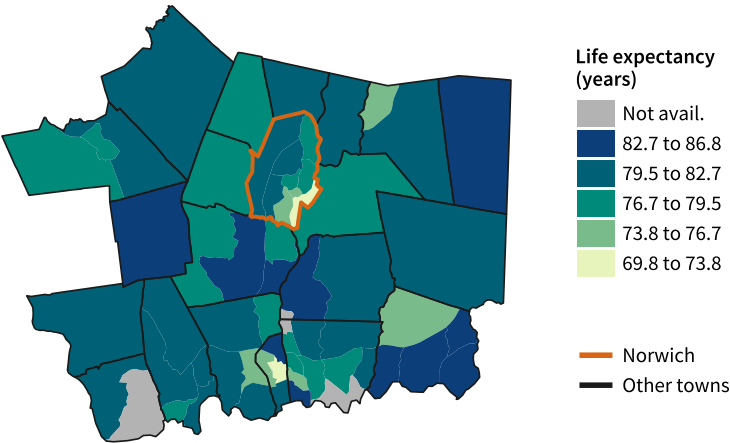 Life expectancy
(years)
Not avail.
82.7 to 86.8
79.5 to 82.7
76.7 to 79.5
73.8 to 76.7
69.8 to 73.8
Norwich
Other towns